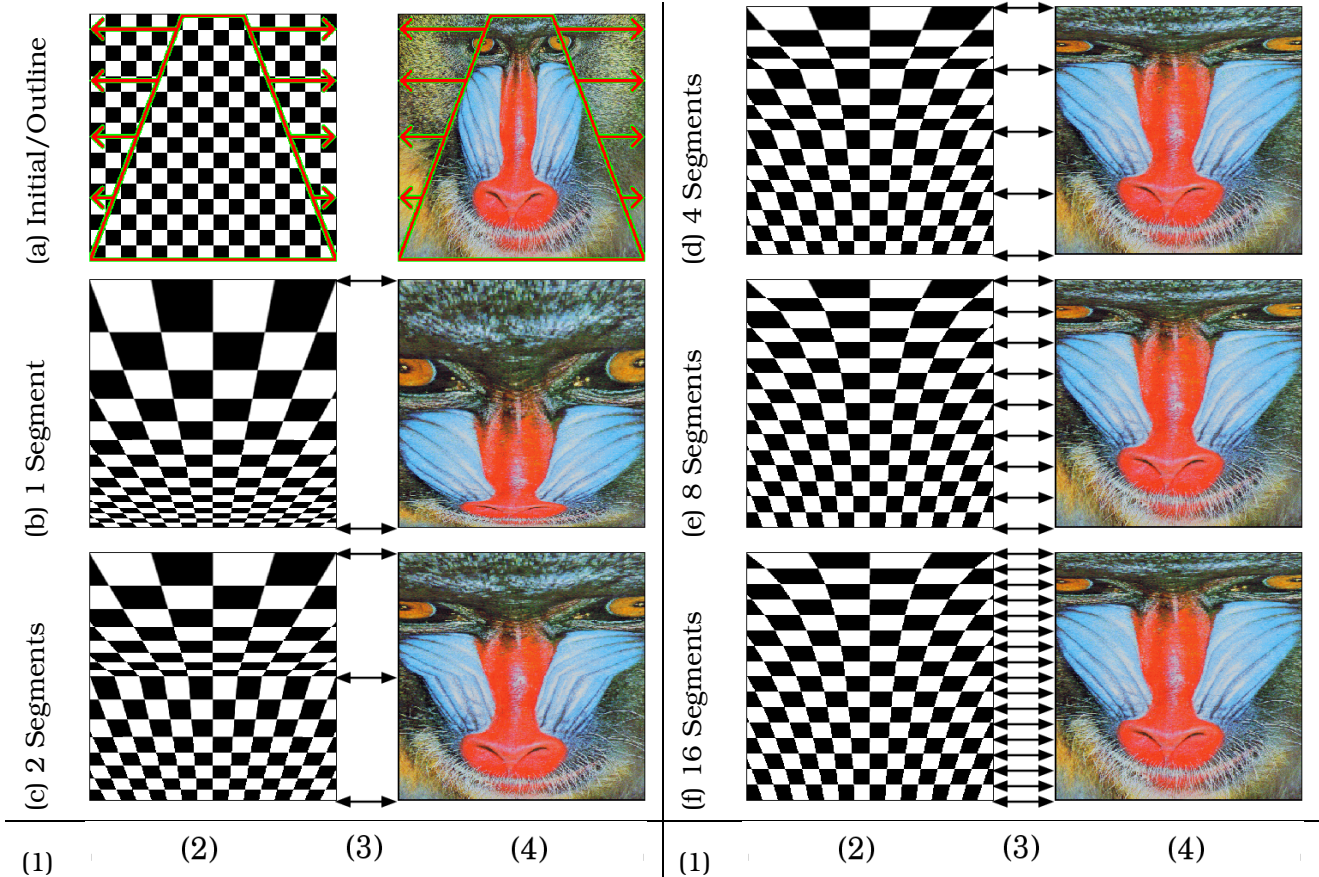 (a) Initial/Outline
(b) 1 Segment
(c) 2 Segments
(1)
(2)
(3)
(4)
(d) 4 Segments
(e) 8 Segments
(f) 16 Segments
(1)
(2)
(3)
(4)